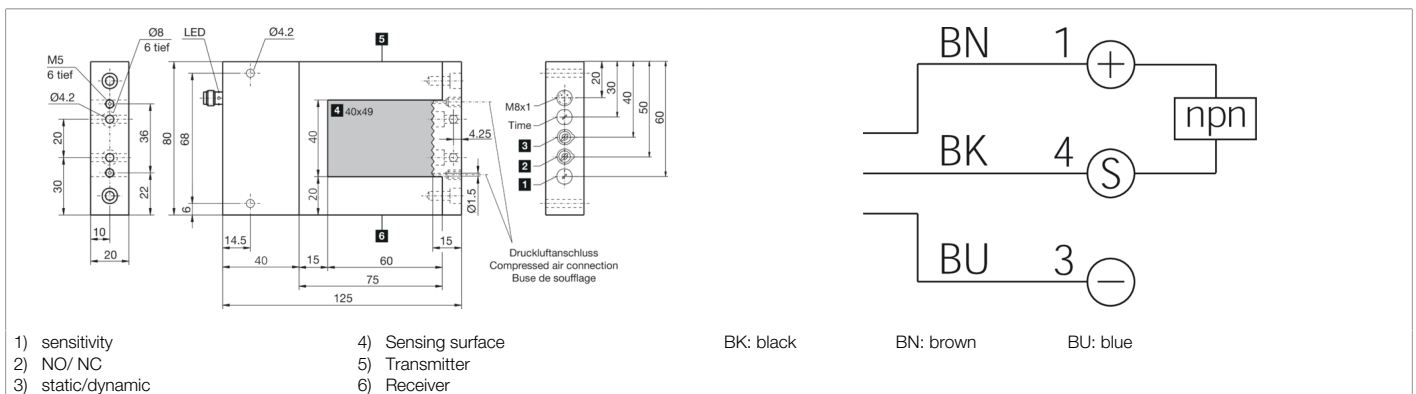 Ø8
6 tief
LED
Ø4.2
5
M5
6 tief
Ø4.2
20
30
36
22
10
20
80
68
6
4 40x49
40
20
4.25
Ø1.5
14.5
40
15
60
15
75
125
6
Druckluftanschluss
Compressed air connection
Buse de soufflage
20
30
40
50
60
M8x1
Time
3
2
1
BN 1
+
npn
BK 4
S
BU 3
−
1) sensitivity
2) NO/ NC
3) static/dynamic
4) Sensing surface
5) Transmitter
6) Receiver
BK: black
BN: brown
BU: blue